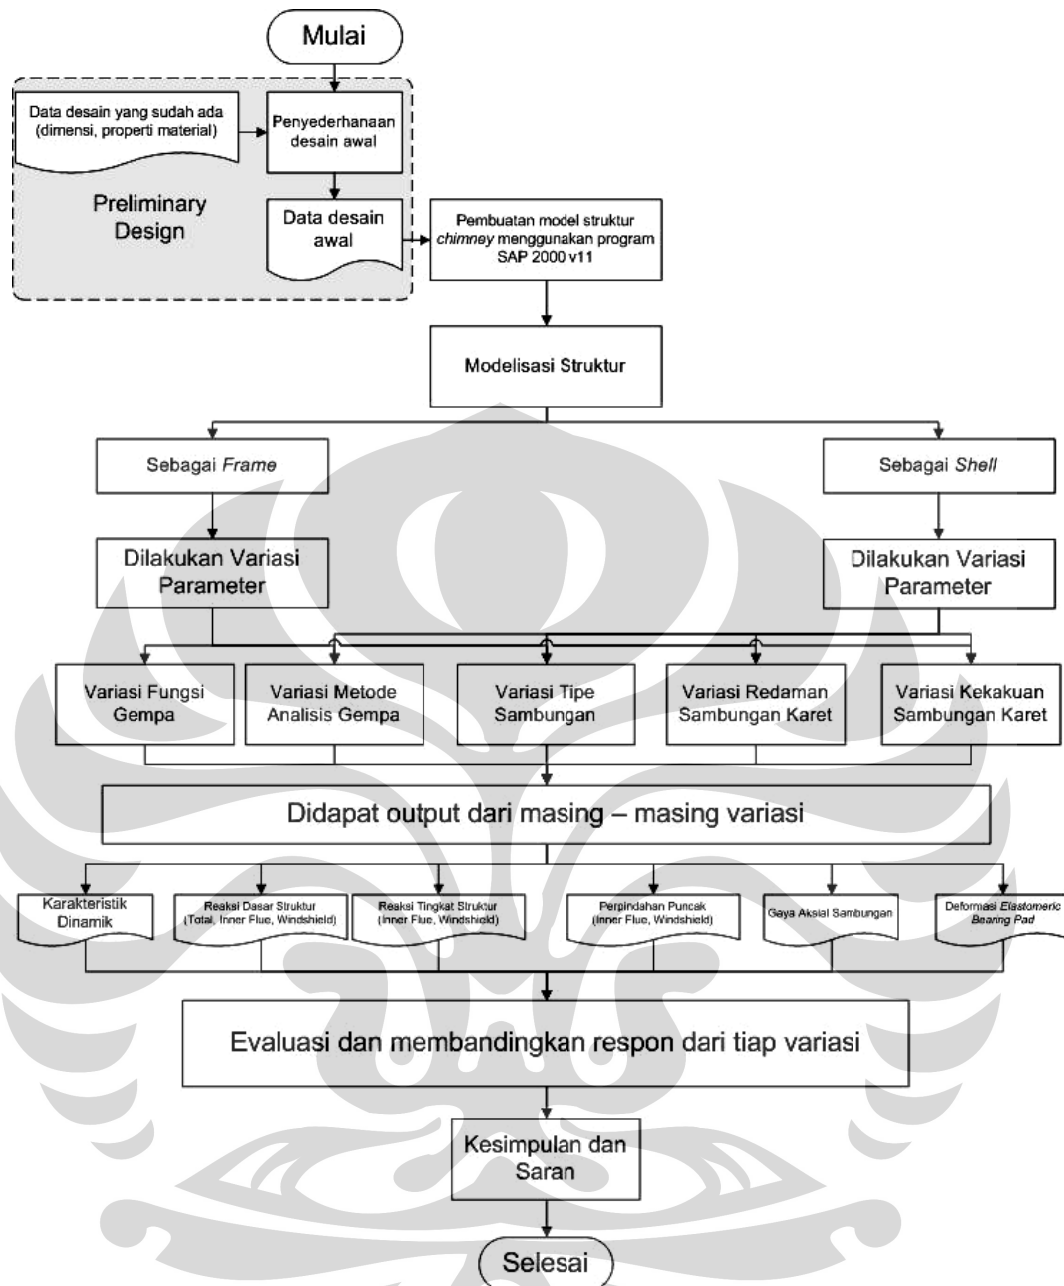 Mulai
Data desain yang sudah ada
(dimensi, properti material)
Penyederhanaan
desain awal
Preliminary
Design
Data desain
awal
Pembuatan model struktur
chimney menggunakan program
SAP 2000 v11
Modelisasi Struktur
Sebagai Frame
Sebagai Shell
Dilakukan Variasi
Parameter
Dilakukan Variasi
Parameter
Variasi Fungsi
Gempa
Variasi Metode
Analisis Gempa
Variasi Tipe
Sambungan
Variasi Redaman
Sambungan Karet
Variasi Kekakuan
Sambungan Karet
Didapat output dari masing – masing variasi
Karakteristik
Dinamik
Reaksi Dasar Struktur
(Total, Inner Flue, Windshield)
Reaksi Tingkat Struktur
(Inner Flue, Windshield)
Perpindahan Puncak
(Inner Flue, Windshield)
Gaya Aksial Sambungan
Deformasi Elastomeric
Bearing Pad
Evaluasi dan membandingkan respon dari tiap variasi
Kesimpulan dan
Saran
Selesai